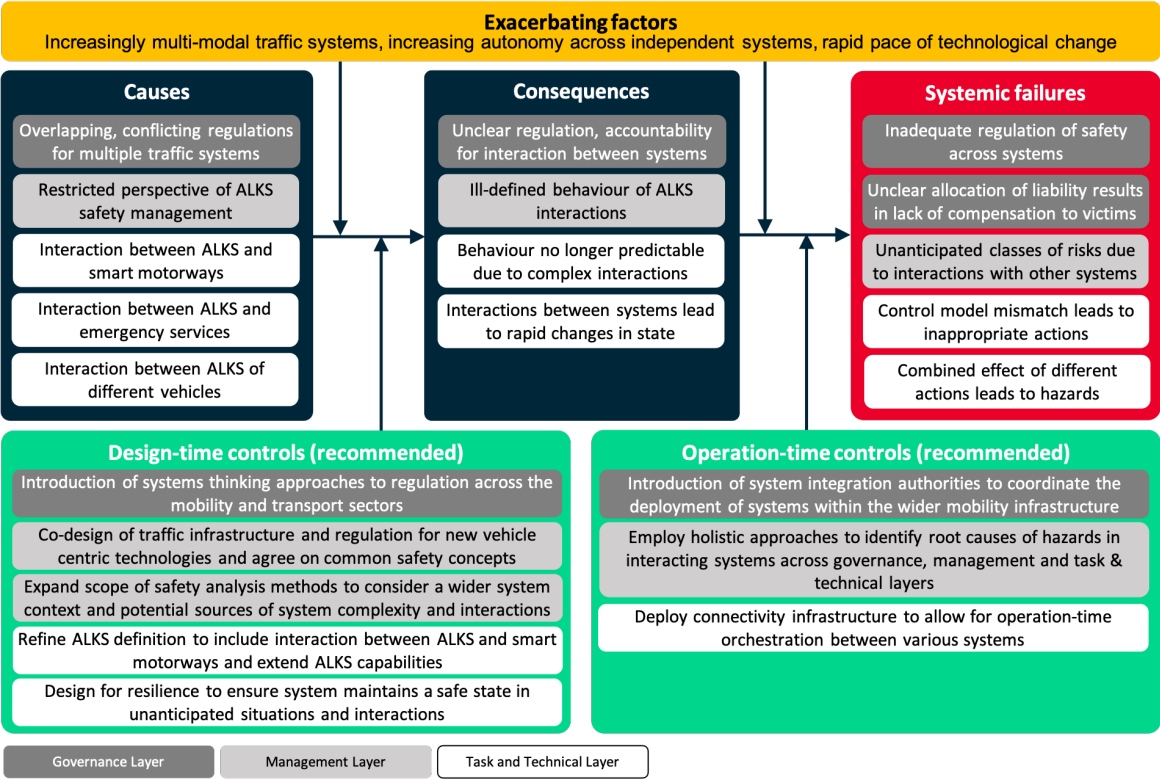 Exacerbating factors
Increasingly multi-modal traffic systems, increasing autonomy across independent systems, rapid pace of technological change
Causes
Overlapping, conflicting regulations
for multiple traffic systems
Restricted perspective of ALKS
safety management
Interaction between ALKS and
smart motorways
Interaction between ALKS and
emergency services
Interaction between ALKS of
different vehicles
Consequences
Unclear regulation, accountability
for interaction between systems
Ill-defined behaviour of ALKS
interactions
Behaviour no longer predictable
due to complex interactions
Interactions between systems lead
to rapid changes in state
Systemic failures
Inadequate regulation of safety
across systems
Unclear allocation of liability results
in lack of compensation to victims
Unanticipated classes of risks due
to interactions with other systems
Control model mismatch leads to
inappropriate actions
Combined effect of different
actions leads to hazards
Design-time controls (recommended)
Introduction of systems thinking approaches to regulation across the
mobility and transport sectors
Co-design of traffic infrastructure and regulation for new vehicle
centric technologies and agree on common safety concepts
Expand scope of safety analysis methods to consider a wider system
context and potential sources of system complexity and interactions
Refine ALKS definition to include interaction between ALKS and smart
motorways and extend ALKS capabilities
Design for resilience to ensure system maintains a safe state in
unanticipated situations and interactions
Operation-time controls (recommended)
Introduction of system integration authorities to coordinate the
deployment of systems within the wider mobility infrastructure
Employ holistic approaches to identify root causes of hazards in
interacting systems across governance, management and task &
technical layers
Deploy connectivity infrastructure to allow for operation-time
orchestration between various systems
Governance Layer
Management Layer
Task and Technical Layer